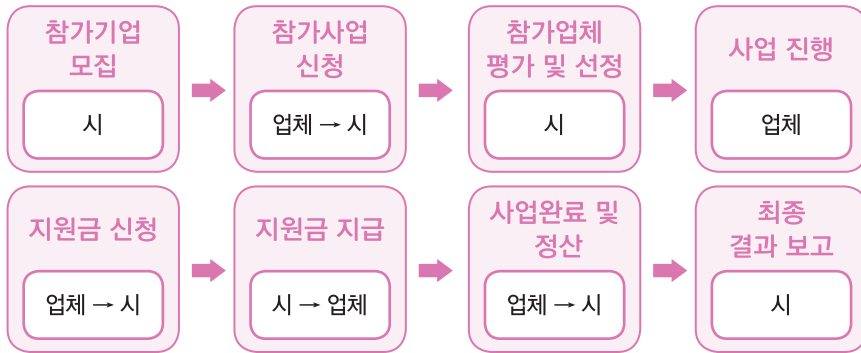 참가기업
모집
시
참가사업
신청
업체 → 시
참가업체
평가 및 선정
시
사업 진행
업체
지원금 신청
업체 → 시
지원금 지급
시 → 업체
사업완료 및
정산
업체 → 시
최종
결과 보고
시